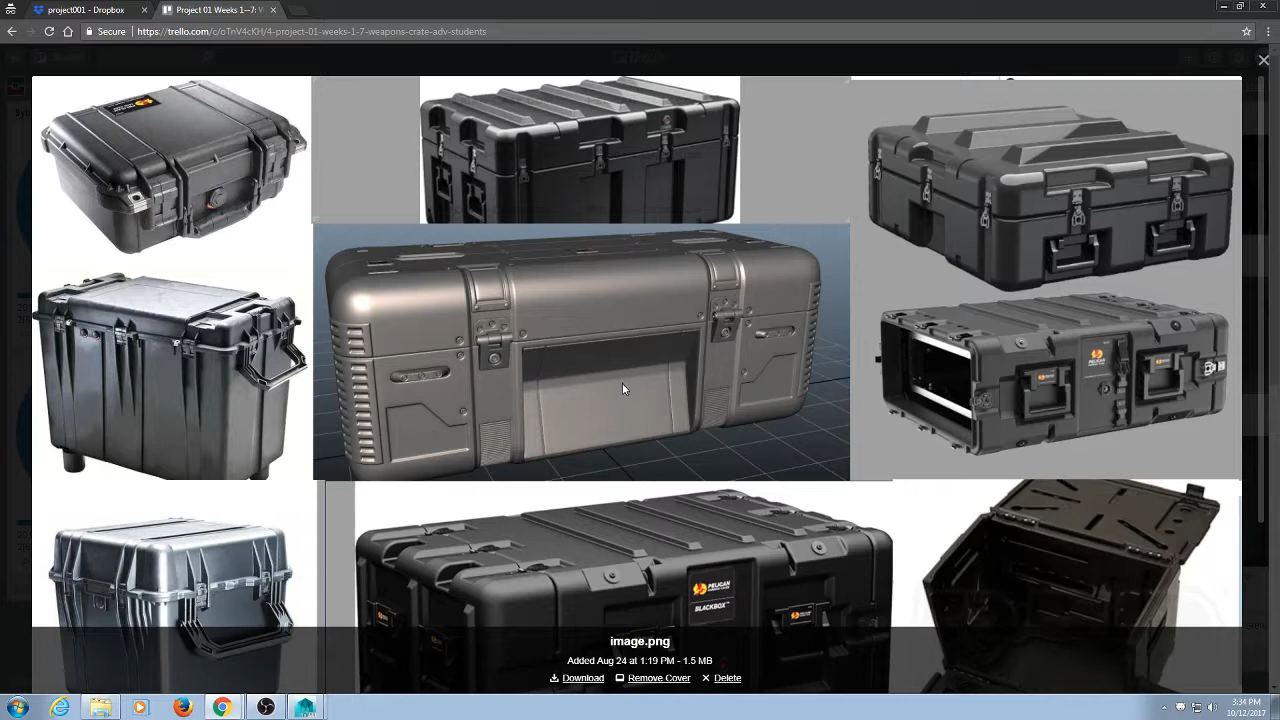 project001 - Dropbox
Project 01 Weeks 1--7: W
Secure
https://trello.com/c/oTnV4cKH/4-project-01-weeks-1-7-weapons-crate-adv-students
PELICAN
BLACKBOX™
image.png
Added Aug 24 at 1:19 PM - 1.5 MB
Download
Remove Cover
Delete
3:34 PM
10/12/2017